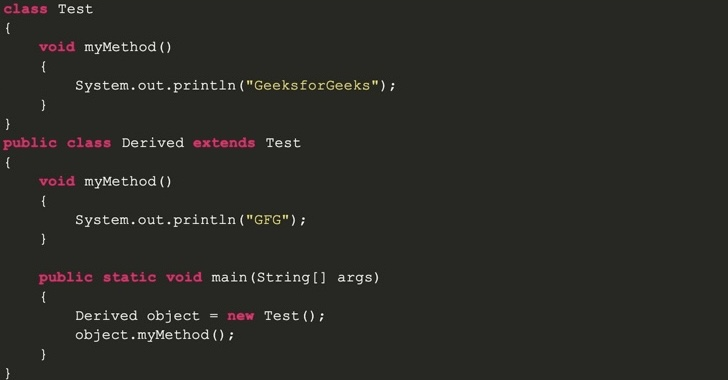 class Test
{
    void myMethod()
    {
        System.out.println("GeeksforGeeks");
    }
}
public class Derived extends Test
{
    void myMethod()
    {
        System.out.println("GFG");
    }

    public static void main(String[] args)
    {
        Derived object = new Test();
        object.myMethod();
    }
}